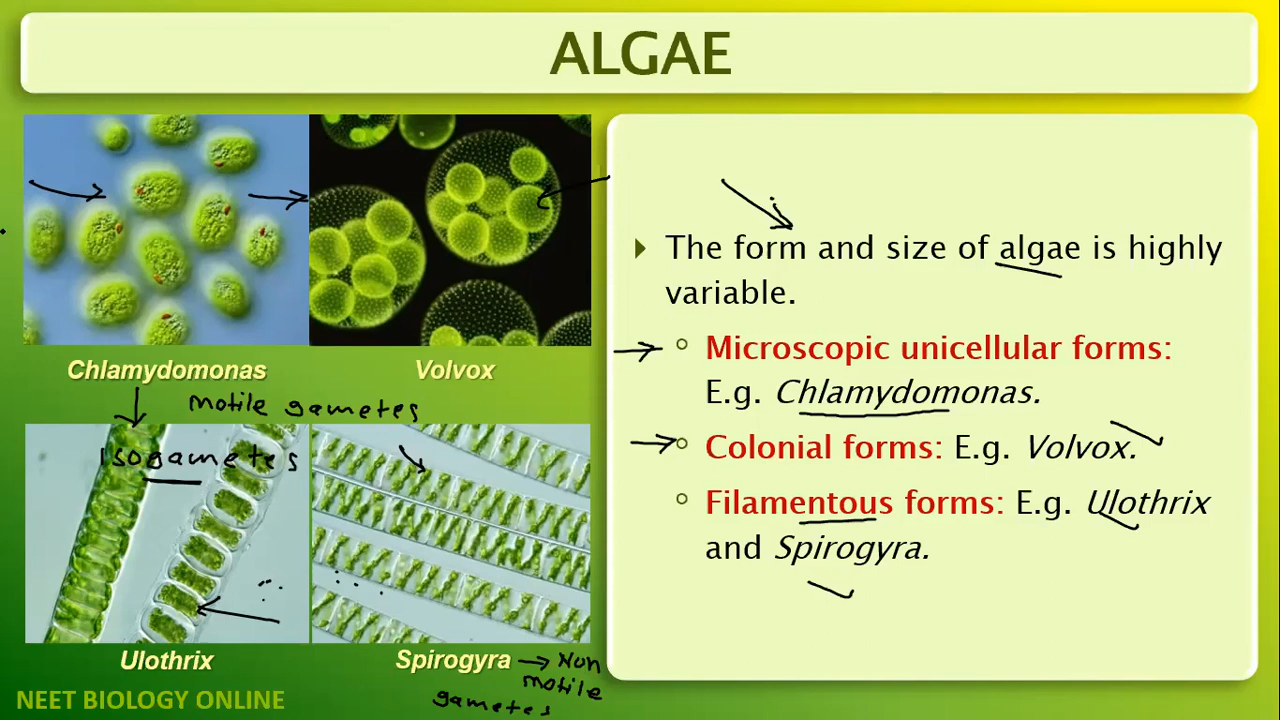 ALGAE
Chlamydomonas
Volvox
motile gametes
isogametes
Ulothrix
Spirogyra → Non
motile
gametes
NEET BIOLOGY ONLINE
The form and size of algae is highly
variable.
Microscopic unicellular forms:
E.g. Chlamydomonas.
Colonial forms: E.g. Volvox.
Filamentous forms: E.g. Ulothrix
and Spirogyra.